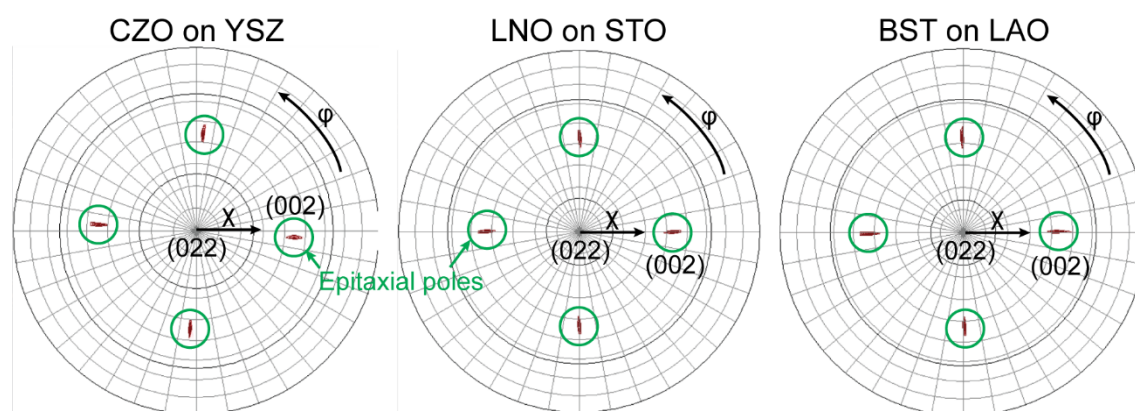 CZO on YSZ
LNO on STO
BST on LAO
φ
φ
φ
(002)
χ
χ
χ
(022)
(022)
(002)
(022)
(002)
Epitaxial poles